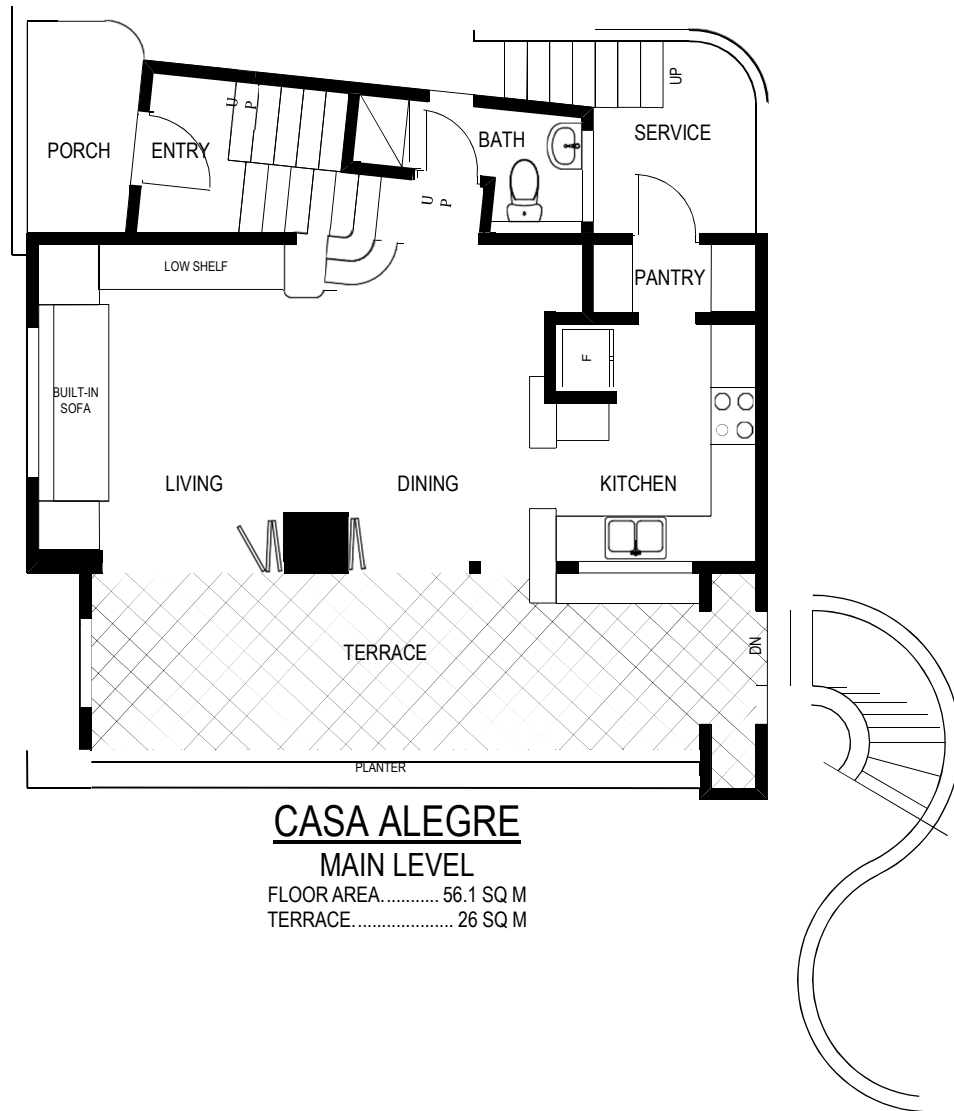 UP
UP
PORCH
ENTRY
BATH
SERVICE
UP
LOW SHELF
PANTRY
F
BUILT-IN
SOFA
LIVING
DINING
KITCHEN
TERRACE
DN
PLANTER
CASA ALEGRE
MAIN LEVEL
FLOOR AREA............ 56.1 SQ M
TERRACE.................... 26 SQ M